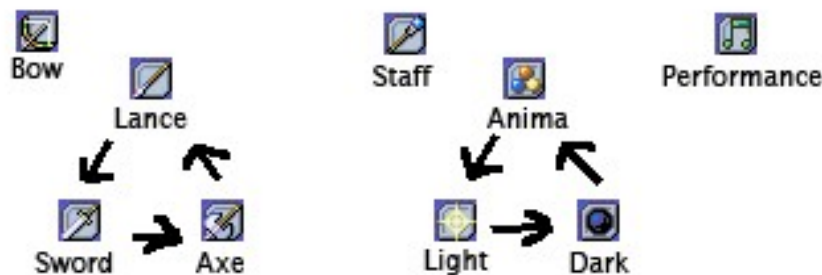 Bow
Staff
Performance
Lance
Anima
Sword
Axe
Light
Dark